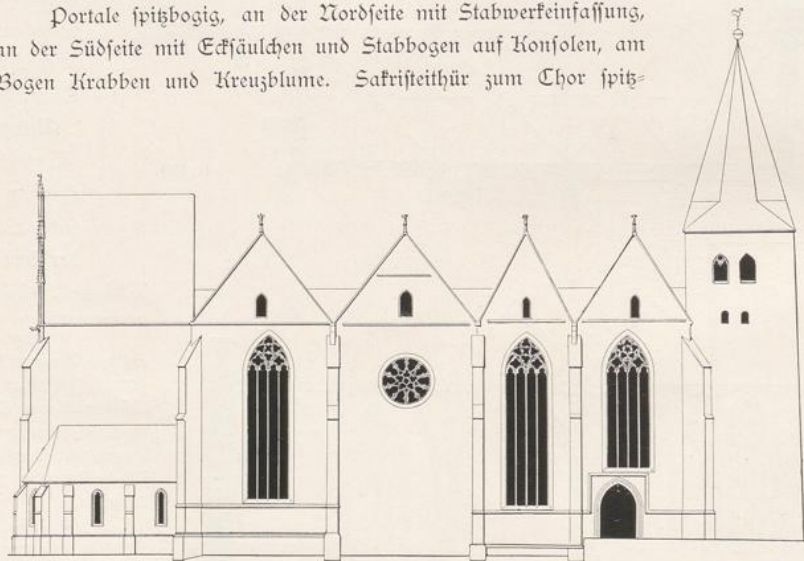 Portale spitzbogig, an der Nordseite mit Stabwerkeinfassung,
an der Südseite mit Ecksäulchen und Stabbogen auf Konsolen, am
Bogen Krabben und Kreuzblume. Sakristeithür zum Chor spitz=